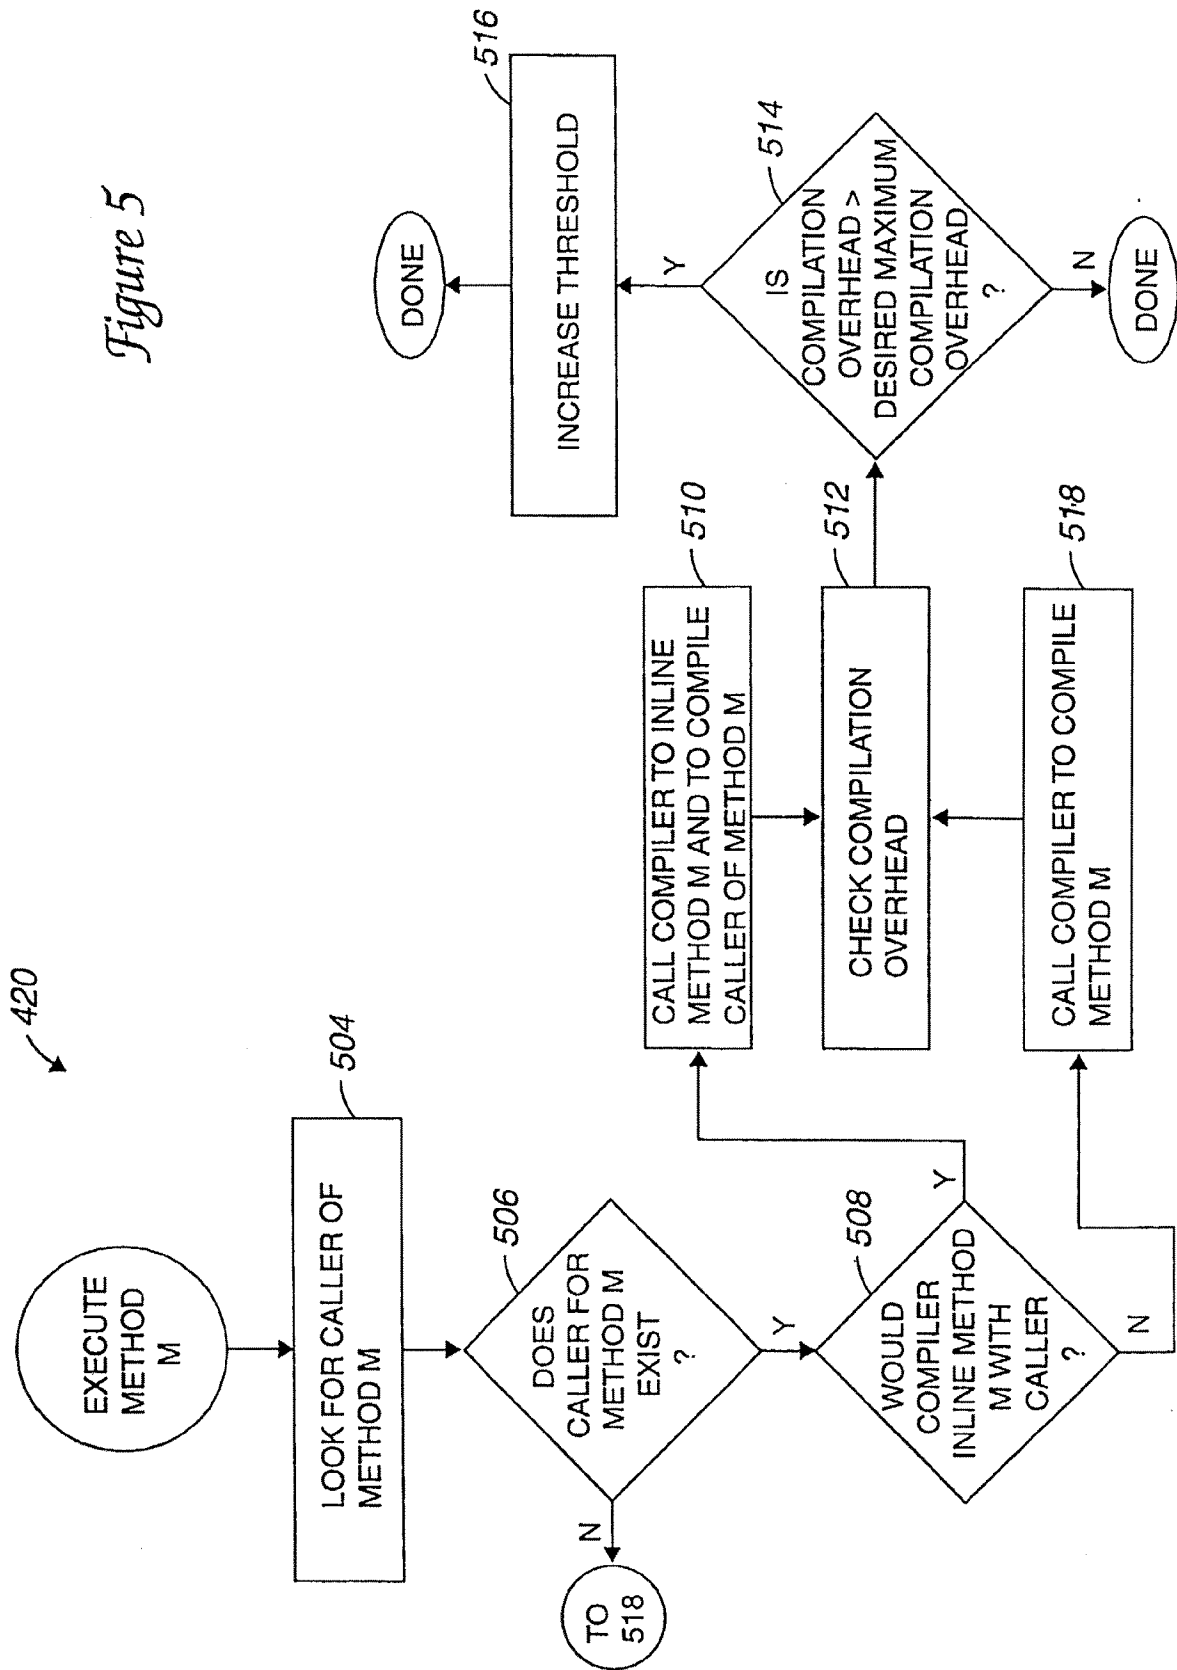 Figure 5
420
EXECUTE
METHOD
M
504
LOOK FOR CALLER OF
METHOD M
506
DOES
CALLER FOR
METHOD M
EXIST
?
N
TO
518
Y
508
WOULD
COMPILER
INLINE METHOD
M WITH
CALLER
?
Y
N
510
CALL COMPILER TO INLINE
METHOD M AND TO COMPILE
CALLER OF METHOD M
512
CHECK COMPILATION
OVERHEAD
518
CALL COMPILER TO COMPILE
METHOD M
514
IS
COMPILATION
OVERHEAD >
DESIRED MAXIMUM
COMPILATION
OVERHEAD
?
Y
N
516
INCREASE THRESHOLD
DONE
DONE